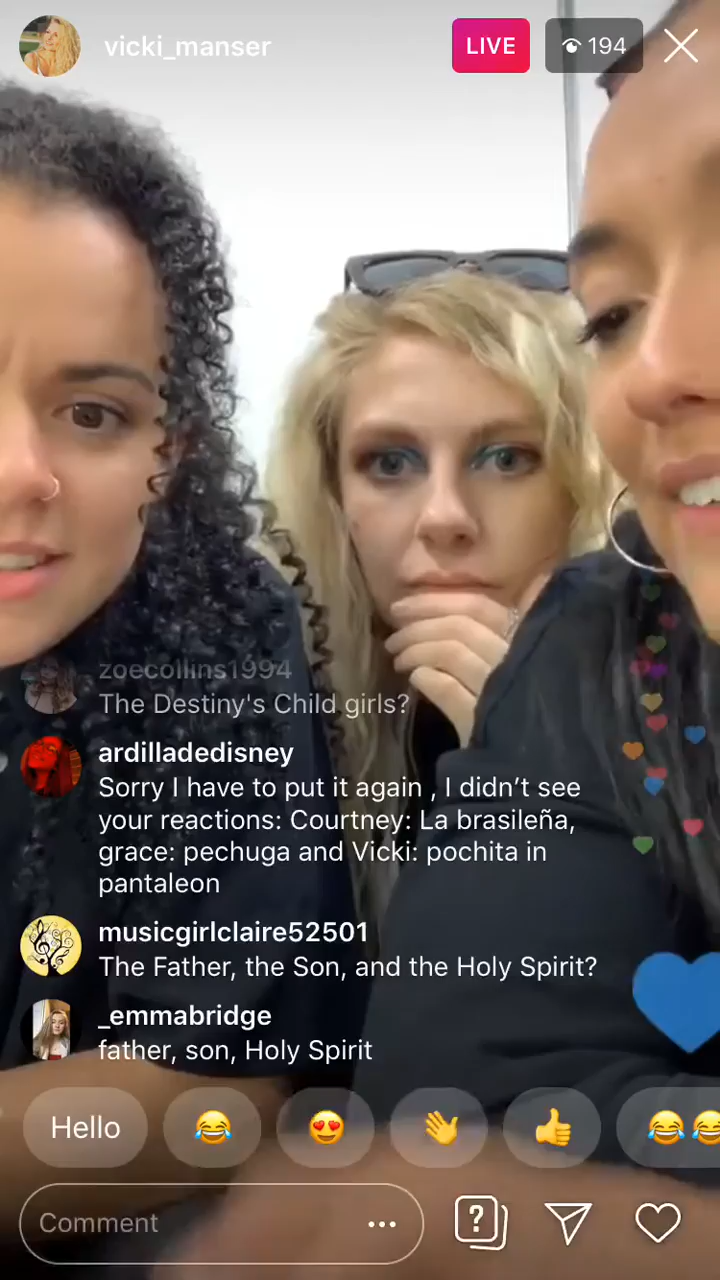 vicki_manser
LIVE
194
zoecollins1994
The Destiny's Child girls?
ardilladedisney
Sorry I have to put it again , I didn’t see
your reactions: Courtney: La brasileña,
grace: pechuga and Vicki: pochita in
pantaleon
musicgirlclaire52501
The Father, the Son, and the Holy Spirit?
_emmabridge
father, son, Holy Spirit
Hello
Comment
?